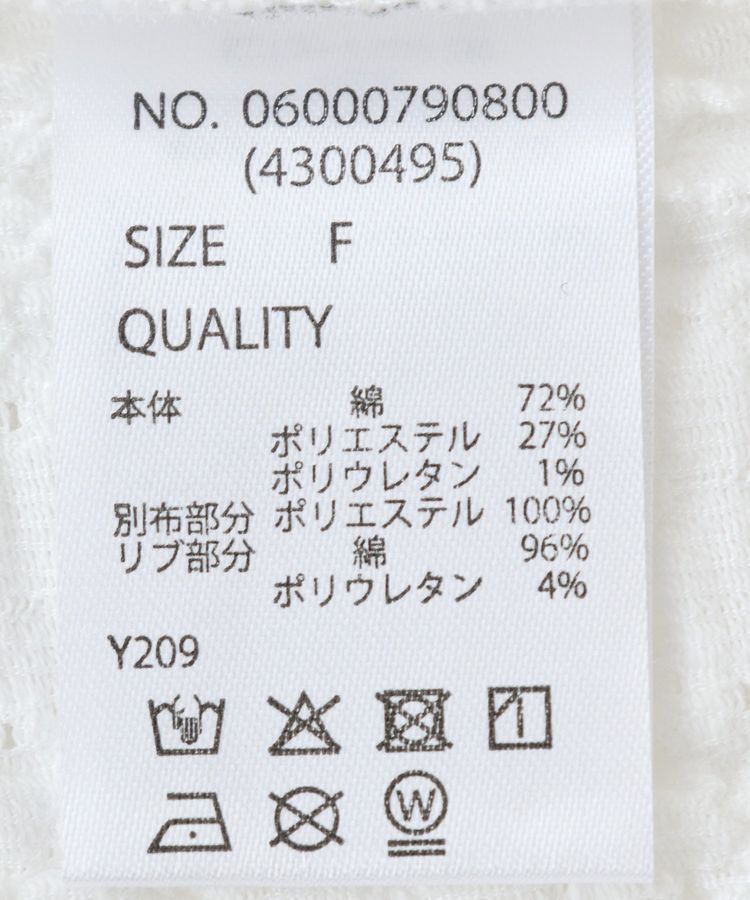 NO. 06000790800
(4300495)
SIZE F
QUALITY
本体 綿 72%
ポリエステル 27%
ポリウレタン 1%
別布部分 ポリエステル 100%
リブ部分 綿 96%
ポリウレタン 4%
Y209
W